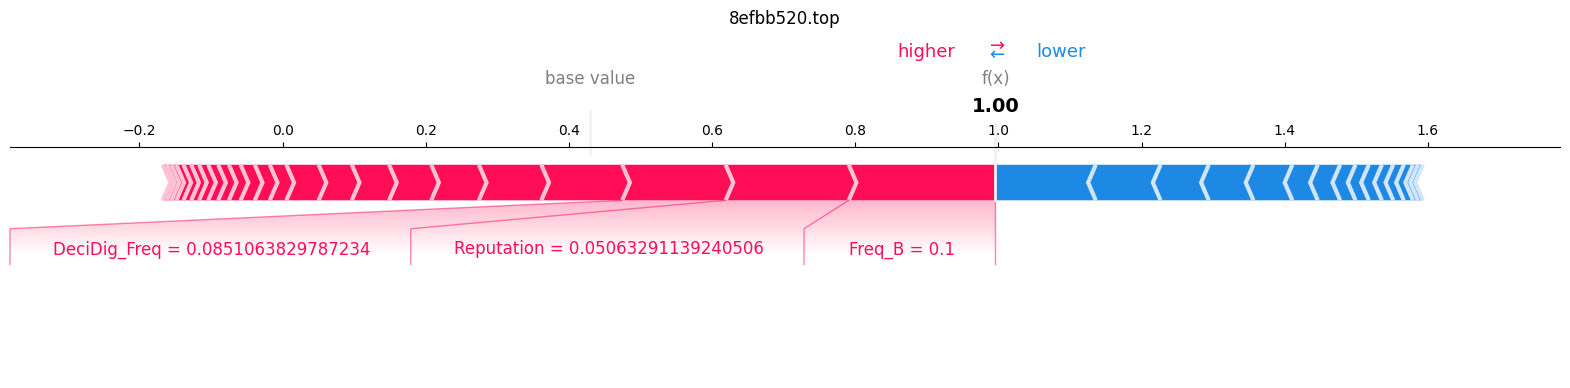 8efbb520.top
higher ⇄ lower
base value f(x)
1.00
−0.2 0.0 0.2 0.4 0.6 0.8 1.0 1.2 1.4 1.6
DeciDig_Freq = 0.0851063829787234 Reputation = 0.05063291139240506 Freq_B = 0.1